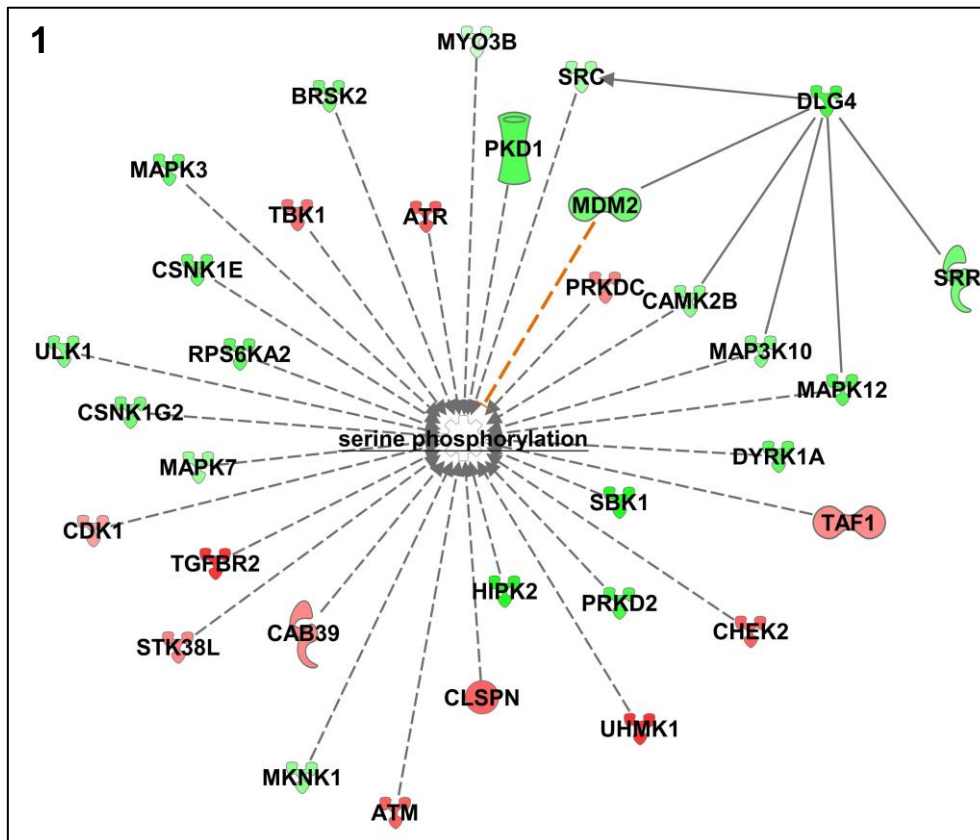 1
MYO3B
SRC
BRSK2
DLG4
PKD1
MAPK3
MDM2
TBK1
ATR
CSNK1E
PRKDC
CAMK2B
SRR
ULK1
RPS6KA2
MAP3K10
MAPK12
CSNK1G2
serine phosphorylation
DYRK1A
MAPK7
SBK1
TAF1
CDK1
TGFBR2
HIPK2
PRKD2
CHEK2
STK38L
CAB39
CLSPN
UHMK1
MKNK1
ATM